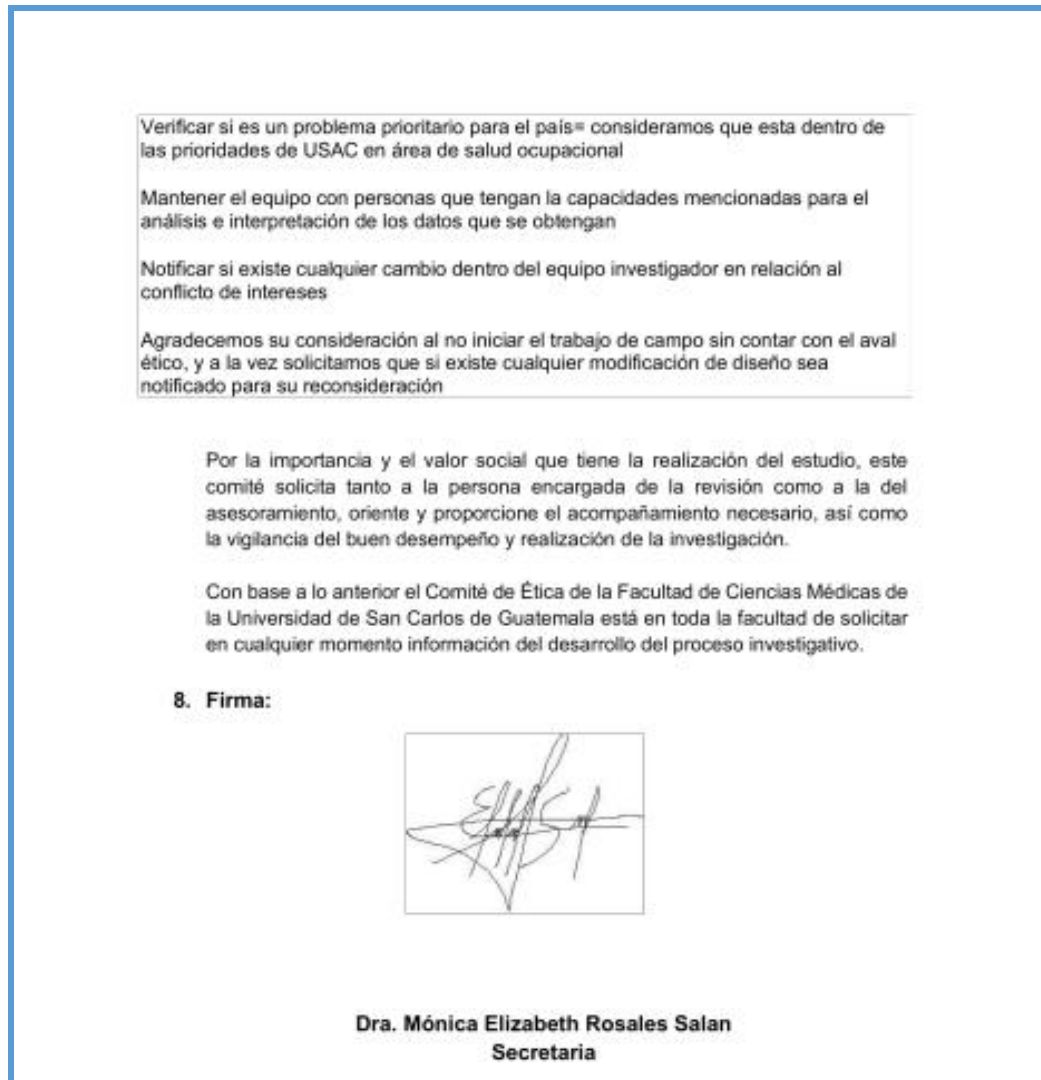 Verificar si es un problema prioritario para el país= consideramos que esta dentro de
las prioridades de USAC en área de salud ocupacional
Mantener el equipo con personas que tengan la capacidades mencionadas para el
análisis e interpretación de los datos que se obtengan
Notificar si existe cualquier cambio dentro del equipo investigador en relación al
conflicto de intereses
Agradecemos su consideración al no iniciar el trabajo de campo sin contar con el aval
ético, y a la vez solicitamos que si existe cualquier modificación de diseño sea
notificado para su reconsideración
Por la importancia y el valor social que tiene la realización del estudio, este
comité solicita tanto a la persona encargada de la revisión como a la del
asesoramiento, oriente y proporcione el acompañamiento necesario, así como
la vigilancia del buen desempeño y realización de la investigación.
Con base a lo anterior el Comité de Ética de la Facultad de Ciencias Médicas de
la Universidad de San Carlos de Guatemala está en toda la facultad de solicitar
en cualquier momento información del desarrollo del proceso investigativo.
8. Firma:
Dra. Mónica Elizabeth Rosales Salan
Secretaria